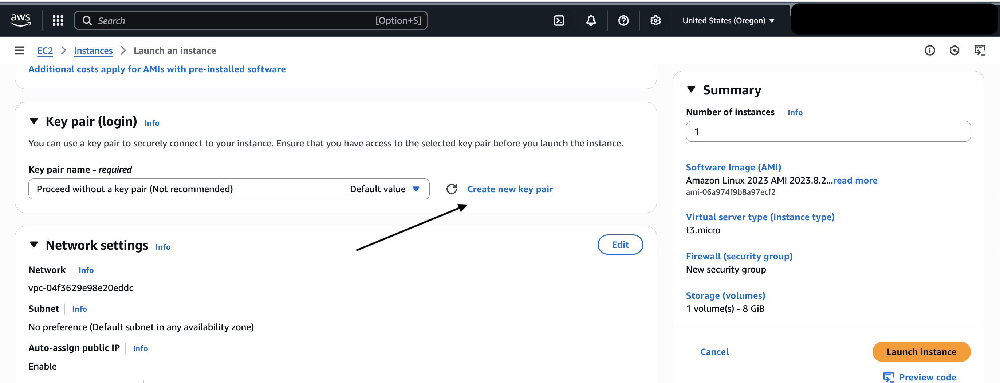 aws
Search [Option+S]
United States (Oregon)
EC2 Instances Launch an instance
Additional costs apply for AMIs with pre-installed software
Key pair (login) Info
You can use a key pair to securely connect to your instance. Ensure that you have access to the selected key pair before you launch the instance.
Key pair name - required
Proceed without a key pair (Not recommended) Default value
Create new key pair
Network settings Info
Edit
Network Info
vpc-04f3629e98e20eddc
Subnet Info
No preference (Default subnet in any availability zone)
Auto-assign public IP Info
Enable
Summary
Number of instances Info
1
Software Image (AMI)
Amazon Linux 2023 AMI 2023.8.2...read more
ami-06a974f9b8a97ecf2
Virtual server type (instance type)
t3.micro
Firewall (security group)
New security group
Storage (volumes)
1 volume(s) - 8 GiB
Cancel
Launch instance
Preview code